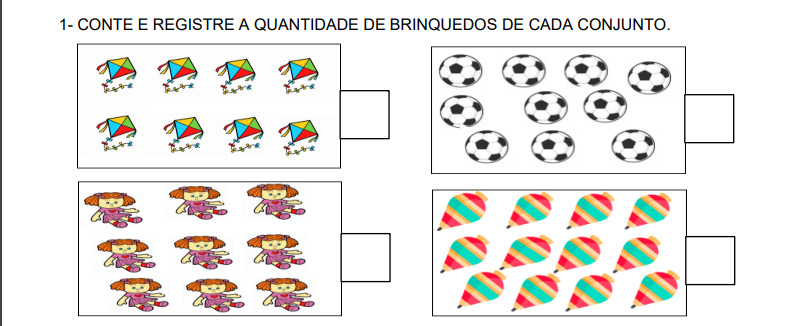 1- CONTE E REGISTRE A QUANTIDADE DE BRINQUEDOS DE CADA CONJUNTO.